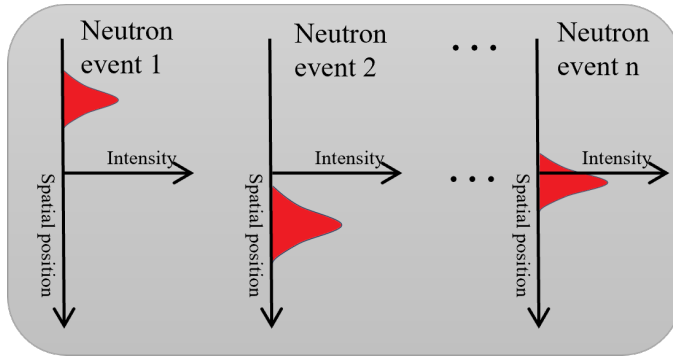 Neutron
event 1
Intensity
Spatial position
Neutron
event 2
Intensity
Spatial position
• • •
• • •
Neutron
event n
Intensity
Spatial position